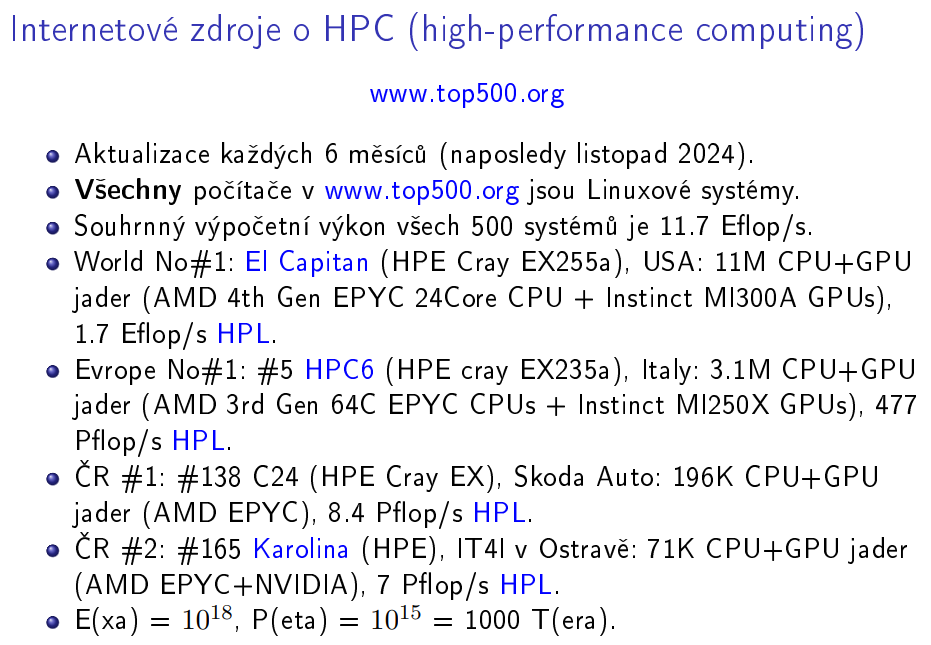 Internetové zdroje o HPC (high-performance computing)
www.top500.org
Aktualizace každých 6 měsíců (naposledy listopad 2024).
Všechny počítače v www.top500.org jsou Linuxové systémy.
Souhrnný výpočetní výkon všech 500 systémů je 11.7 Eflop/s.
World No#1: El Capitan (HPE Cray EX255a), USA: 11M CPU+GPU
jader (AMD 4th Gen EPYC 24Core CPU + Instinct MI300A GPUs),
1.7 Eflop/s HPL.
Evrope No#1: #5 HPC6 (HPE cray EX235a), Italy: 3.1M CPU+GPU
jader (AMD 3rd Gen 64C EPYC CPUs + Instinct MI250X GPUs), 477
Pflop/s HPL.
ČR #1: #138 C24 (HPE Cray EX), Skoda Auto: 196K CPU+GPU
jader (AMD EPYC), 8.4 Pflop/s HPL.
ČR #2: #165 Karolina (HPE), IT4I v Ostravě: 71K CPU+GPU jader
(AMD EPYC+NVIDIA), 7 Pflop/s HPL.
E(xa) = 10¹⁸, P(eta) = 10¹⁵ = 1000 T(era).